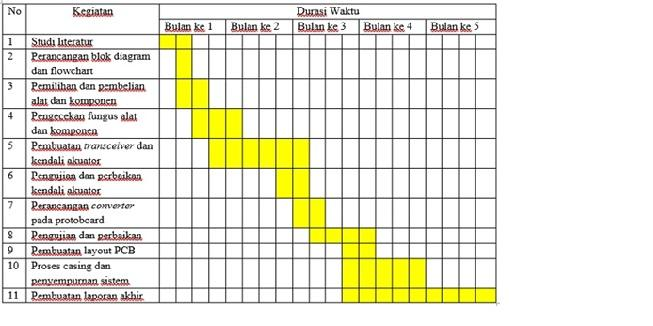 No Kegiatan Durasi Waktu
Bulan ke 1 Bulan ke 2 Bulan ke 3 Bulan ke 4 Bulan ke 5
1 Studi literatur
2 Perancangan blok diagram
dan flowchart
3 Pemilihan dan pembelian
alat dan komponen
4 Pengecekan fungus alat
dan komponen
5 Pembuatan transceiver dan
kendali akuator
6 Pengujian dan perbaikan
kendali akuator
7 Perancangan converter
pada protoboard
8 Pengujian dan perbaikan
9 Pembuatan layout PCB
10 Proses casing dan
penyempurnan sistem
11 Pembuatan laporan akhir